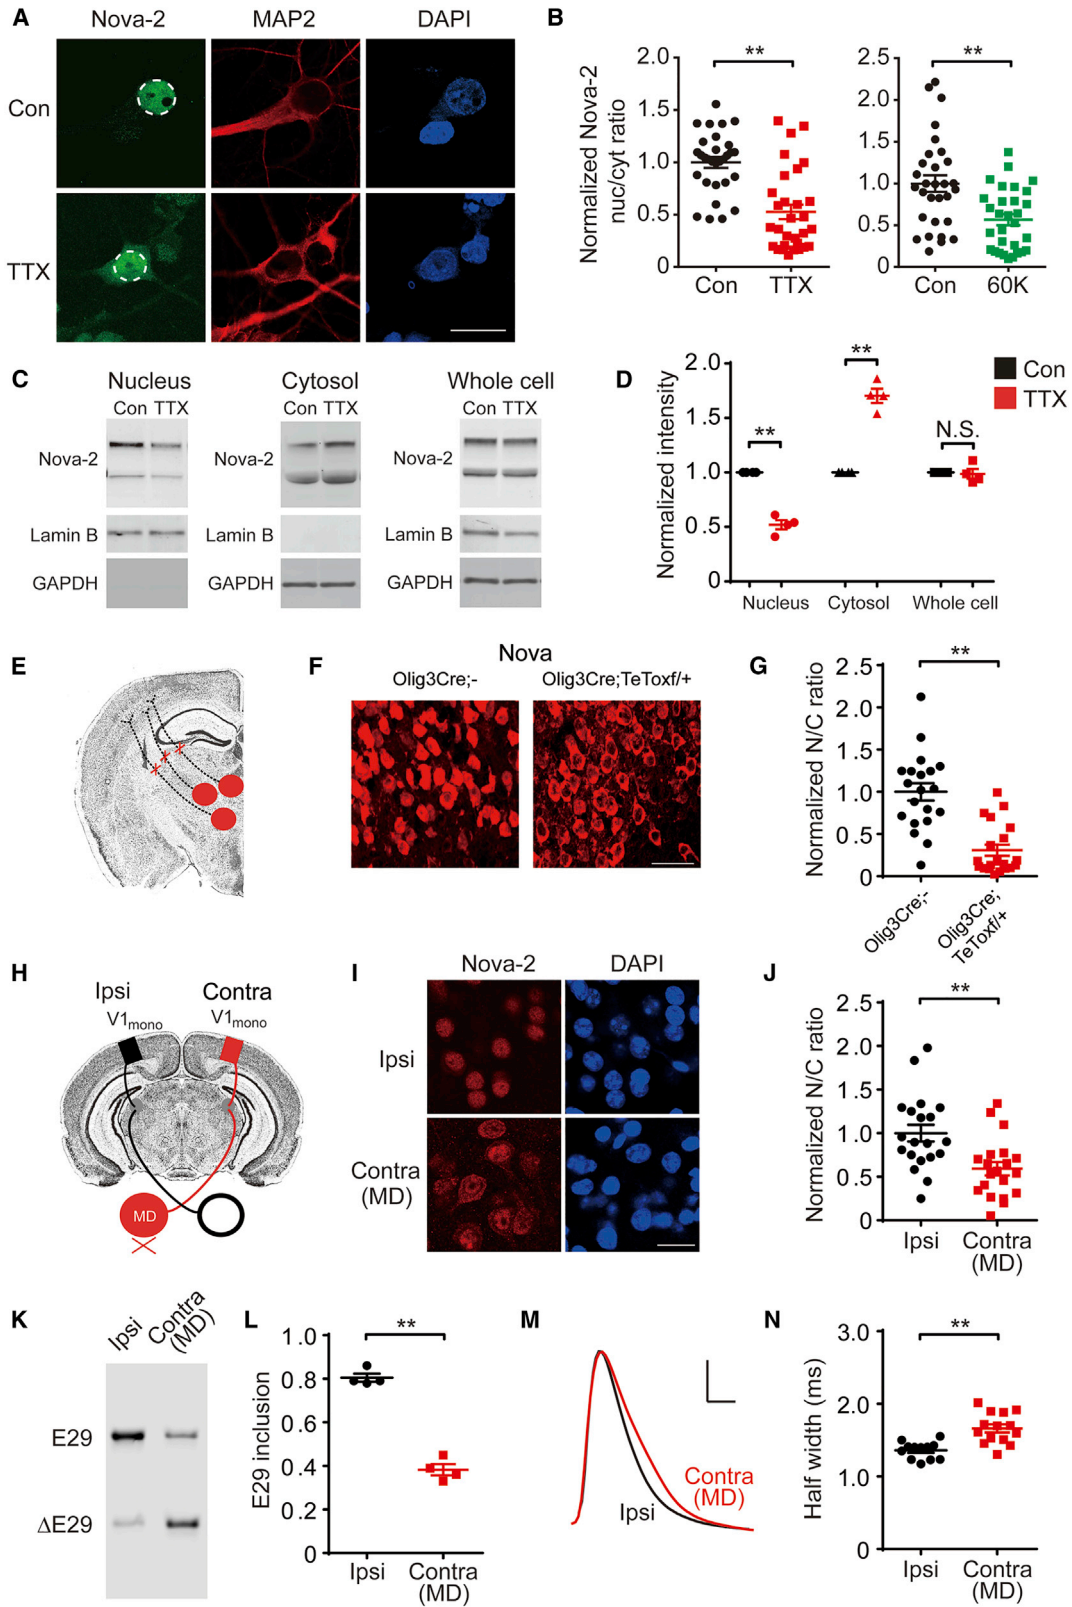 A
Nova-2
MAP2
DAPI
Con
TTX
B
Normalized Nova-2
nuc/cyt ratio
2.0
1.5
1.0
0.5
0
**
Con
TTX
2.5
2.0
1.5
1.0
0.5
0
**
Con
60K
C
Nucleus
Con TTX
Nova-2
Lamin B
GAPDH
Cytosol
Con TTX
Nova-2
Lamin B
GAPDH
Whole cell
Con TTX
Nova-2
Lamin B
GAPDH
D
Normalized intensity
2.0
1.5
1.0
0.5
0
**
**
N.S.
Nucleus
Cytosol
Whole cell
Con
TTX
E
F
Nova
Olig3Cre;-
Olig3Cre;TeToxf/+
G
Normalized N/C ratio
2.5
2.0
1.5
1.0
0.5
0
**
Olig3Cre;-
Olig3Cre;
TeToxf/+
H
Ipsi
V1mono
Contra
V1mono
MD
I
Nova-2
DAPI
Ipsi
Contra
(MD)
J
Normalized N/C ratio
2.5
2.0
1.5
1.0
0.5
0
**
Ipsi
Contra
(MD)
K
Ipsi
Contra
(MD)
E29
ΔE29
L
E29 inclusion
1.0
0.8
0.6
0.4
0.2
0
**
Ipsi
Contra
(MD)
M
Contra
(MD)
Ipsi
N
Half width (ms)
3.0
2.0
1.0
0
**
Ipsi
Contra
(MD)